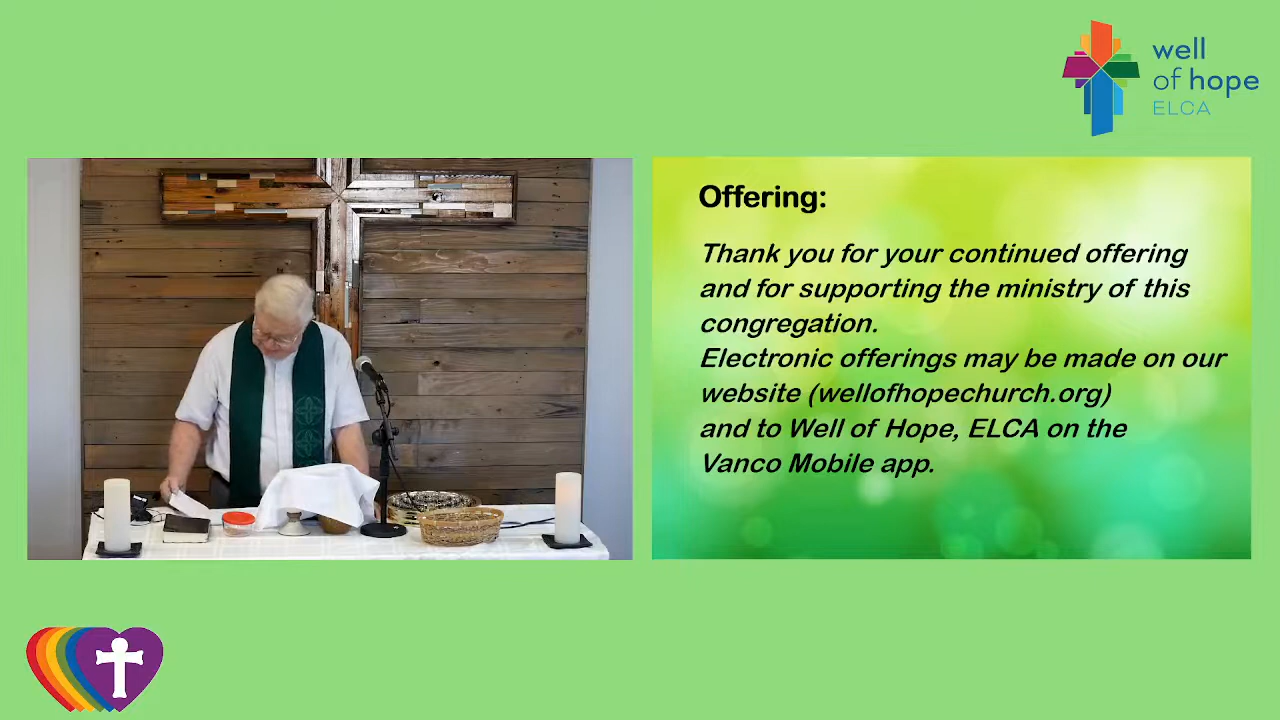 well
of hope
ELCA
Offering:
Thank you for your continued offering
and for supporting the ministry of this
congregation.
Electronic offerings may be made on our
website (wellofhopechurch.org)
and to Well of Hope, ELCA on the
Vanco Mobile app.